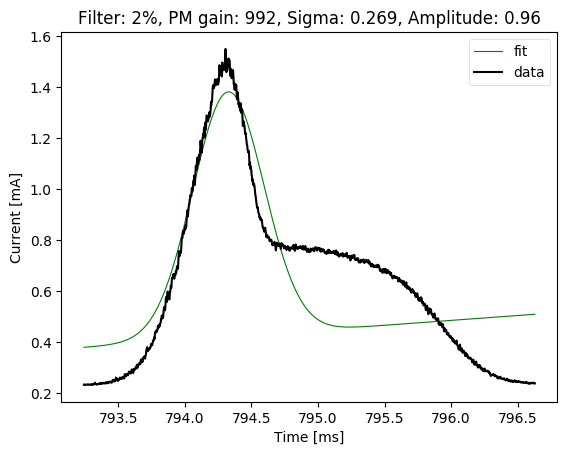 Filter: 2%, PM gain: 992, Sigma: 0.269, Amplitude: 0.96
fit
data
Current [mA]
1.6
1.4
1.2
1.0
0.8
0.6
0.4
0.2
793.5 794.0 794.5 795.0 795.5 796.0 796.5
Time [ms]